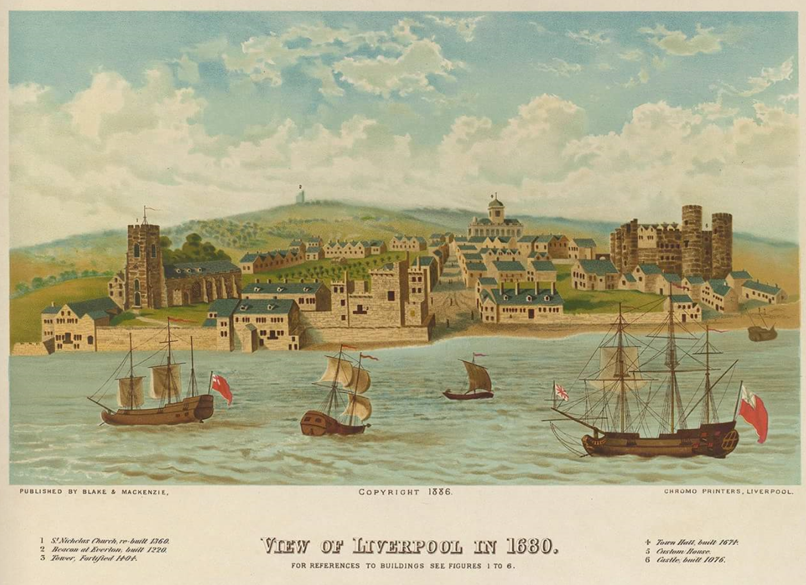 PUBLISHED BY BLAKE & MACKENZIE,
COPYRIGHT 1886.
CHROMO PRINTERS, LIVERPOOL.
1 St Nicholas Church, re-built 1360.
2 Beacon at Everton, built 1220.
3 Tower, Fortified 1404.
VIEW OF LIVERPOOL IN 1680.
FOR REFERENCES TO BUILDINGS SEE FIGURES 1 TO 6.
4 Town Hall, built 1674.
5 Custom House.
6 Castle, built 1076.